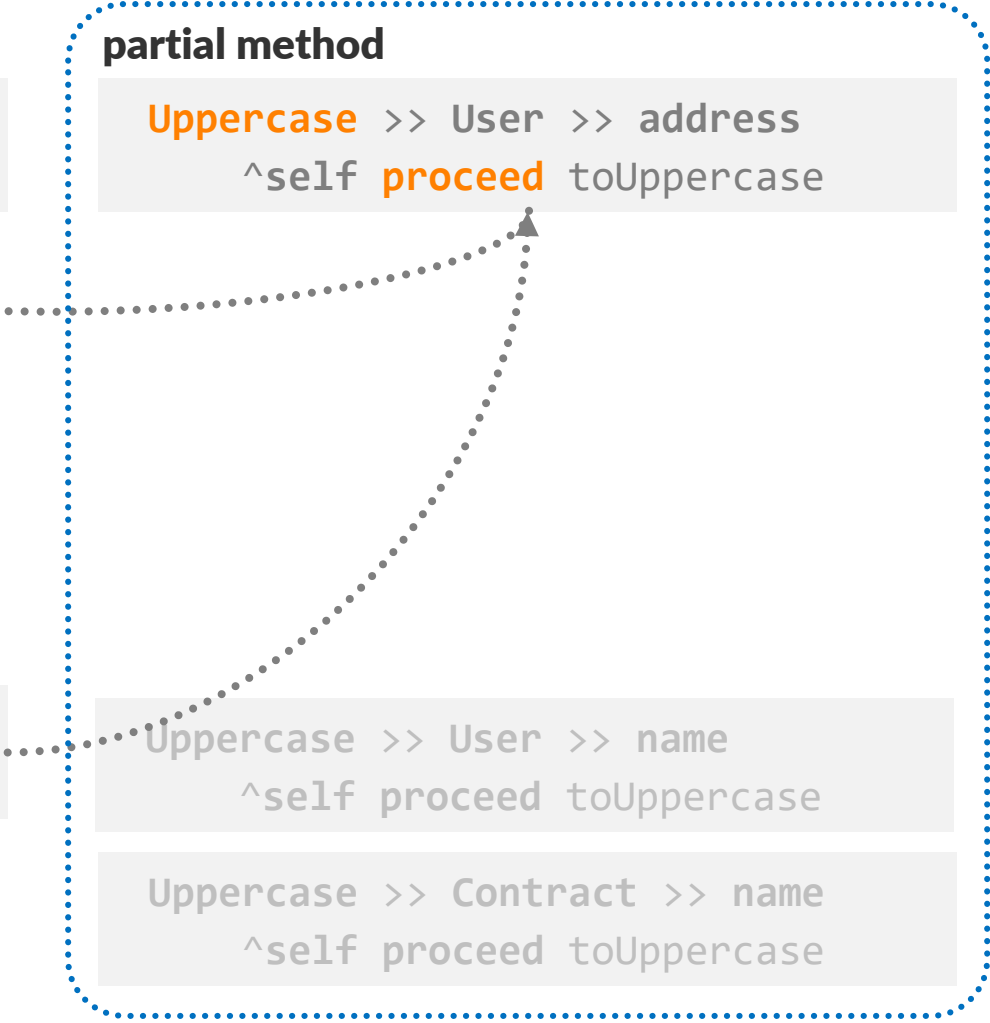 partial method
Uppercase >> User >> address
^self proceed toUppercase
Uppercase >> User >> name
^self proceed toUppercase
Uppercase >> Contract >> name
^self proceed toUppercase